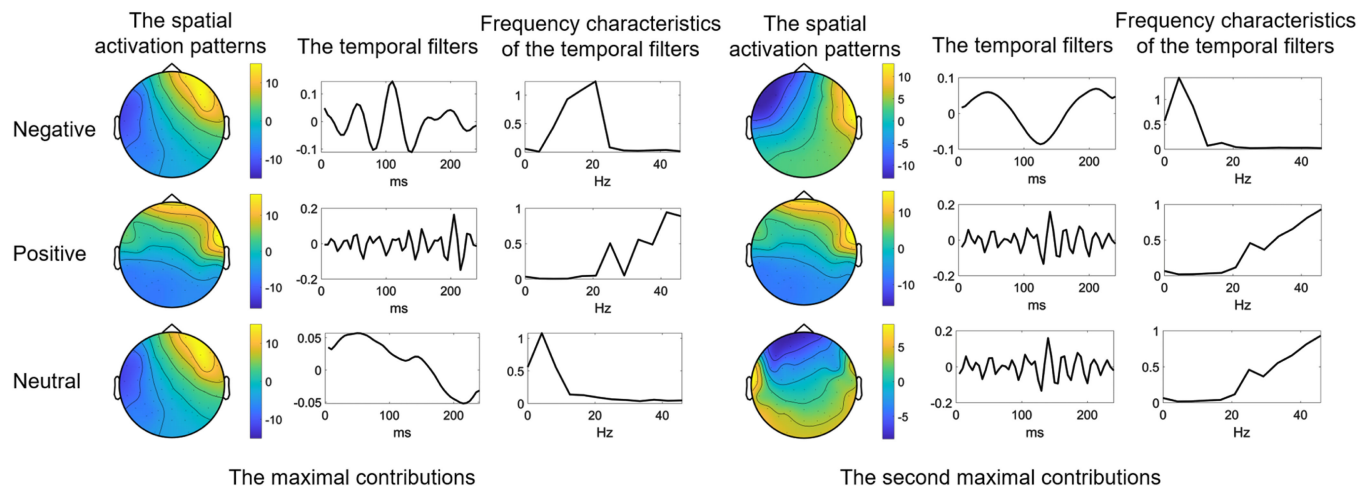 The spatial
activation patterns
The temporal filters
Frequency characteristics
of the temporal filters
The spatial
activation patterns
The temporal filters
Frequency characteristics
of the temporal filters
Negative
10
0
-10
0.1
0
-0.1
0 100 200
ms
1
0.5
0
0 20 40
Hz
10
5
0
-5
-10
0.1
0
-0.1
0 100 200
ms
1
0.5
0
0 20 40
Hz
Positive
10
0
-10
0.2
0
-0.2
0 100 200
ms
1
0.5
0
0 20 40
Hz
10
0
-10
0.2
0
-0.2
0 100 200
ms
1
0.5
0
0 20 40
Hz
Neutral
10
0
-10
0.05
0
-0.05
0 100 200
ms
1
0.5
0
0 20 40
Hz
5
0
-5
0.2
0
-0.2
0 100 200
ms
1
0.5
0
0 20 40
Hz
The maximal contributions
The second maximal contributions